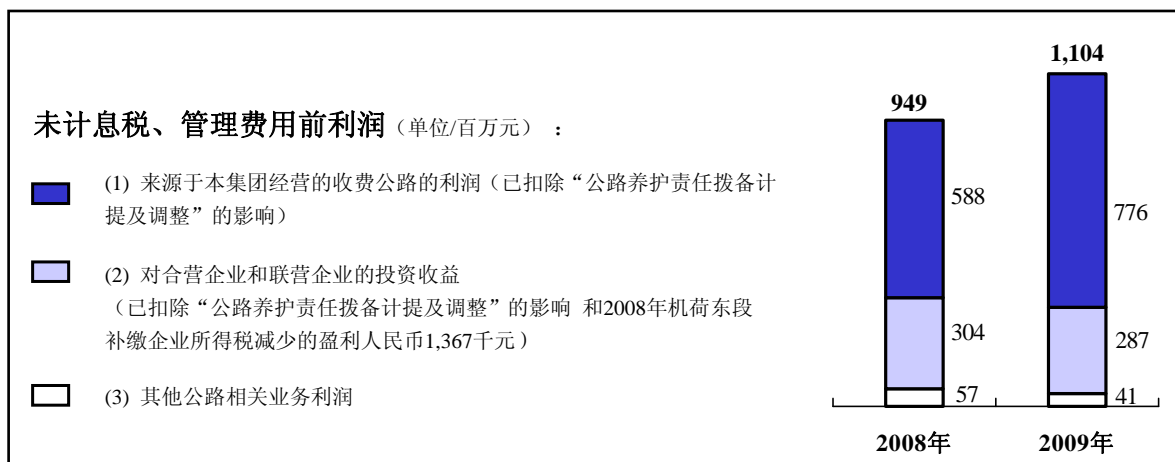 未计息税、管理费用前利润（单位/百万元）：
(1) 来源于本集团经营的收费公路的利润（已扣除“公路养护责任拨备计
提及调整”的影响）
(2) 对合营企业和联营企业的投资收益
（已扣除“公路养护责任拨备计提及调整”的影响 和2008年机荷东段
补缴企业所得税减少的盈利人民币1,367千元）
(3) 其他公路相关业务利润
949
588
304
57
2008年
1,104
776
287
41
2009年